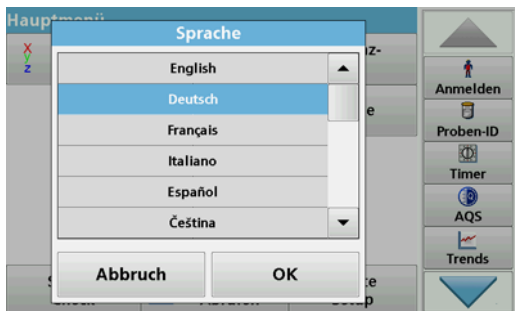 Hauptmenü
Sprache
X
y
z
English
Deutsch
Français
Italiano
Español
Čeština
Abbruch
OK
Anmelden
Proben-ID
Timer
AQS
Trends